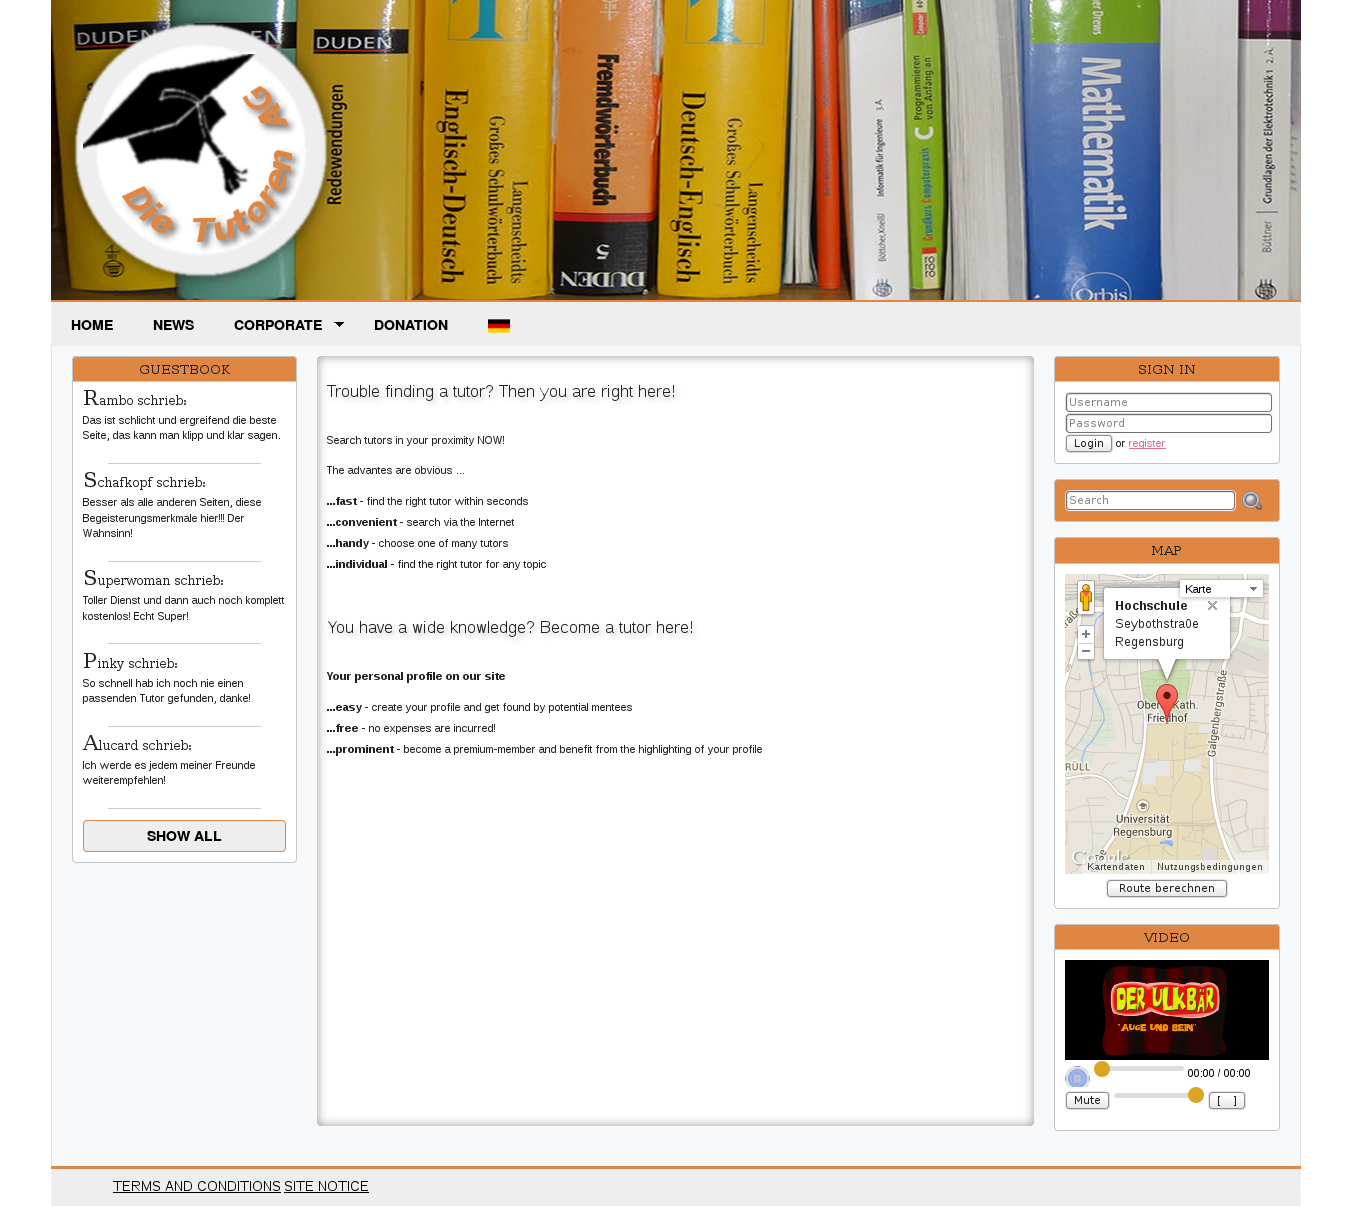 DUDEN
DUDEN
DUDEN
Redewendungen
Langenscheidts
Großes Schulwörterbuch
Englisch-Deutsch
Fremdwörterbuch
DUDEN
5
Langenscheidts
Großes Schulwörterbuch
Deutsch-Englisch
Böttcher, Kneißl
Informatik für Ingenieure
3.A.
Grundkurs Computerpraxis
C Programmieren
von Anfang an
Mathematik
Orbis
Büttner
Grundlagen der Elektrotechnik 1 2.A.
Die Tutoren AG
HOME NEWS CORPORATE DONATION
GUESTBOOK
Rambo schrieb:
Das ist schlicht und ergreifend die beste
Seite, das kann man klipp und klar sagen.
Schafkopf schrieb:
Besser als alle anderen Seiten, diese
Begeisterungsmerkmale hier!!! Der
Wahnsinn!
Superwoman schrieb:
Toller Dienst und dann auch noch komplett
kostenlos! Echt Super!
Pinky schrieb:
So schnell hab ich noch nie einen
passenden Tutor gefunden, danke!
Alucard schrieb:
Ich werde es jedem meiner Freunde
weiterempfehlen!
SHOW ALL
Trouble finding a tutor? Then you are right here!
Search tutors in your proximity NOW!
The advantes are obvious ...
...fast - find the right tutor within seconds
...convenient - search via the Internet
...handy - choose one of many tutors
...individual - find the right tutor for any topic
You have a wide knowledge? Become a tutor here!
Your personal profile on our site
...easy - create your profile and get found by potential mentees
...free - no expenses are incurred!
...prominent - become a premium-member and benefit from the highlighting of your profile
SIGN IN
Username
Password
Login or register
Search
MAP
Karte
Hochschule
Seybothstraße
Regensburg
+
−
Kath.
Friedhof
Galgenbergstraße
RÜLL
Universität
Regensburg
Google
Kartendaten Nutzungsbedingungen
Route berechnen
VIDEO
DER ULKBÄR
"AUGE UND BEIN"
00:00 / 00:00
Mute [ ]
TERMS AND CONDITIONS SITE NOTICE